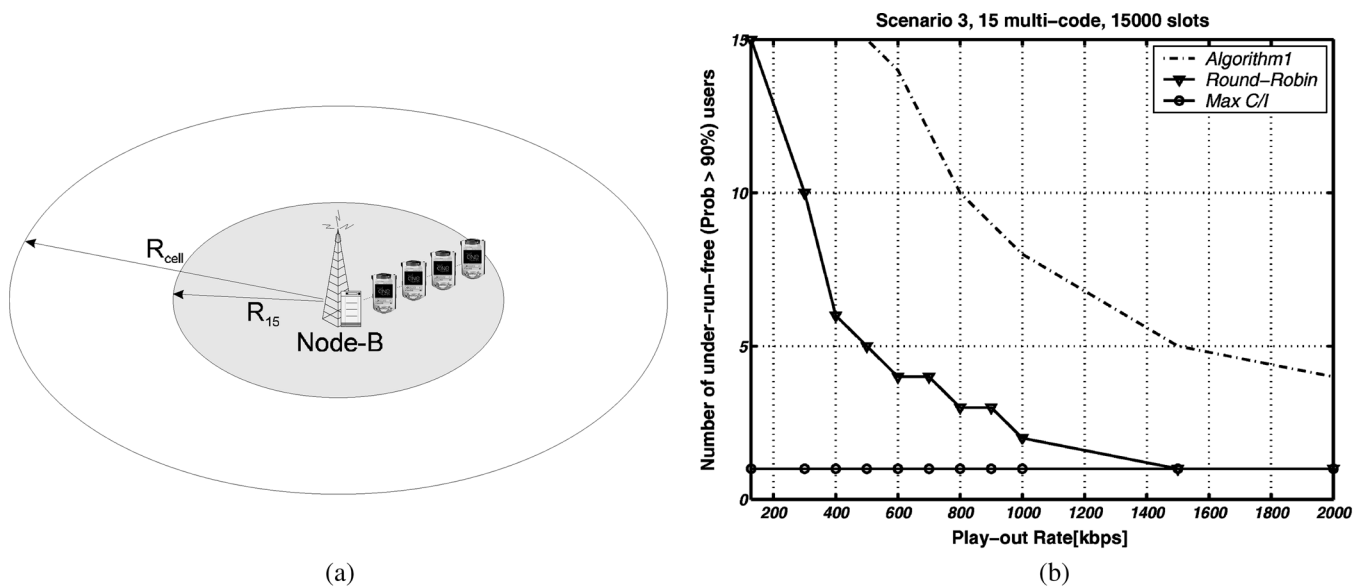 R_cell
R_15
Node-B
(a)
Scenario 3, 15 multi-code, 15000 slots
Number of under-run-free (Prob > 90%) users
15
10
5
0
Algorithm1
Round-Robin
Max C/I
200 400 600 800 1000 1200 1400 1600 1800 2000
Play-out Rate[kbps]
(b)